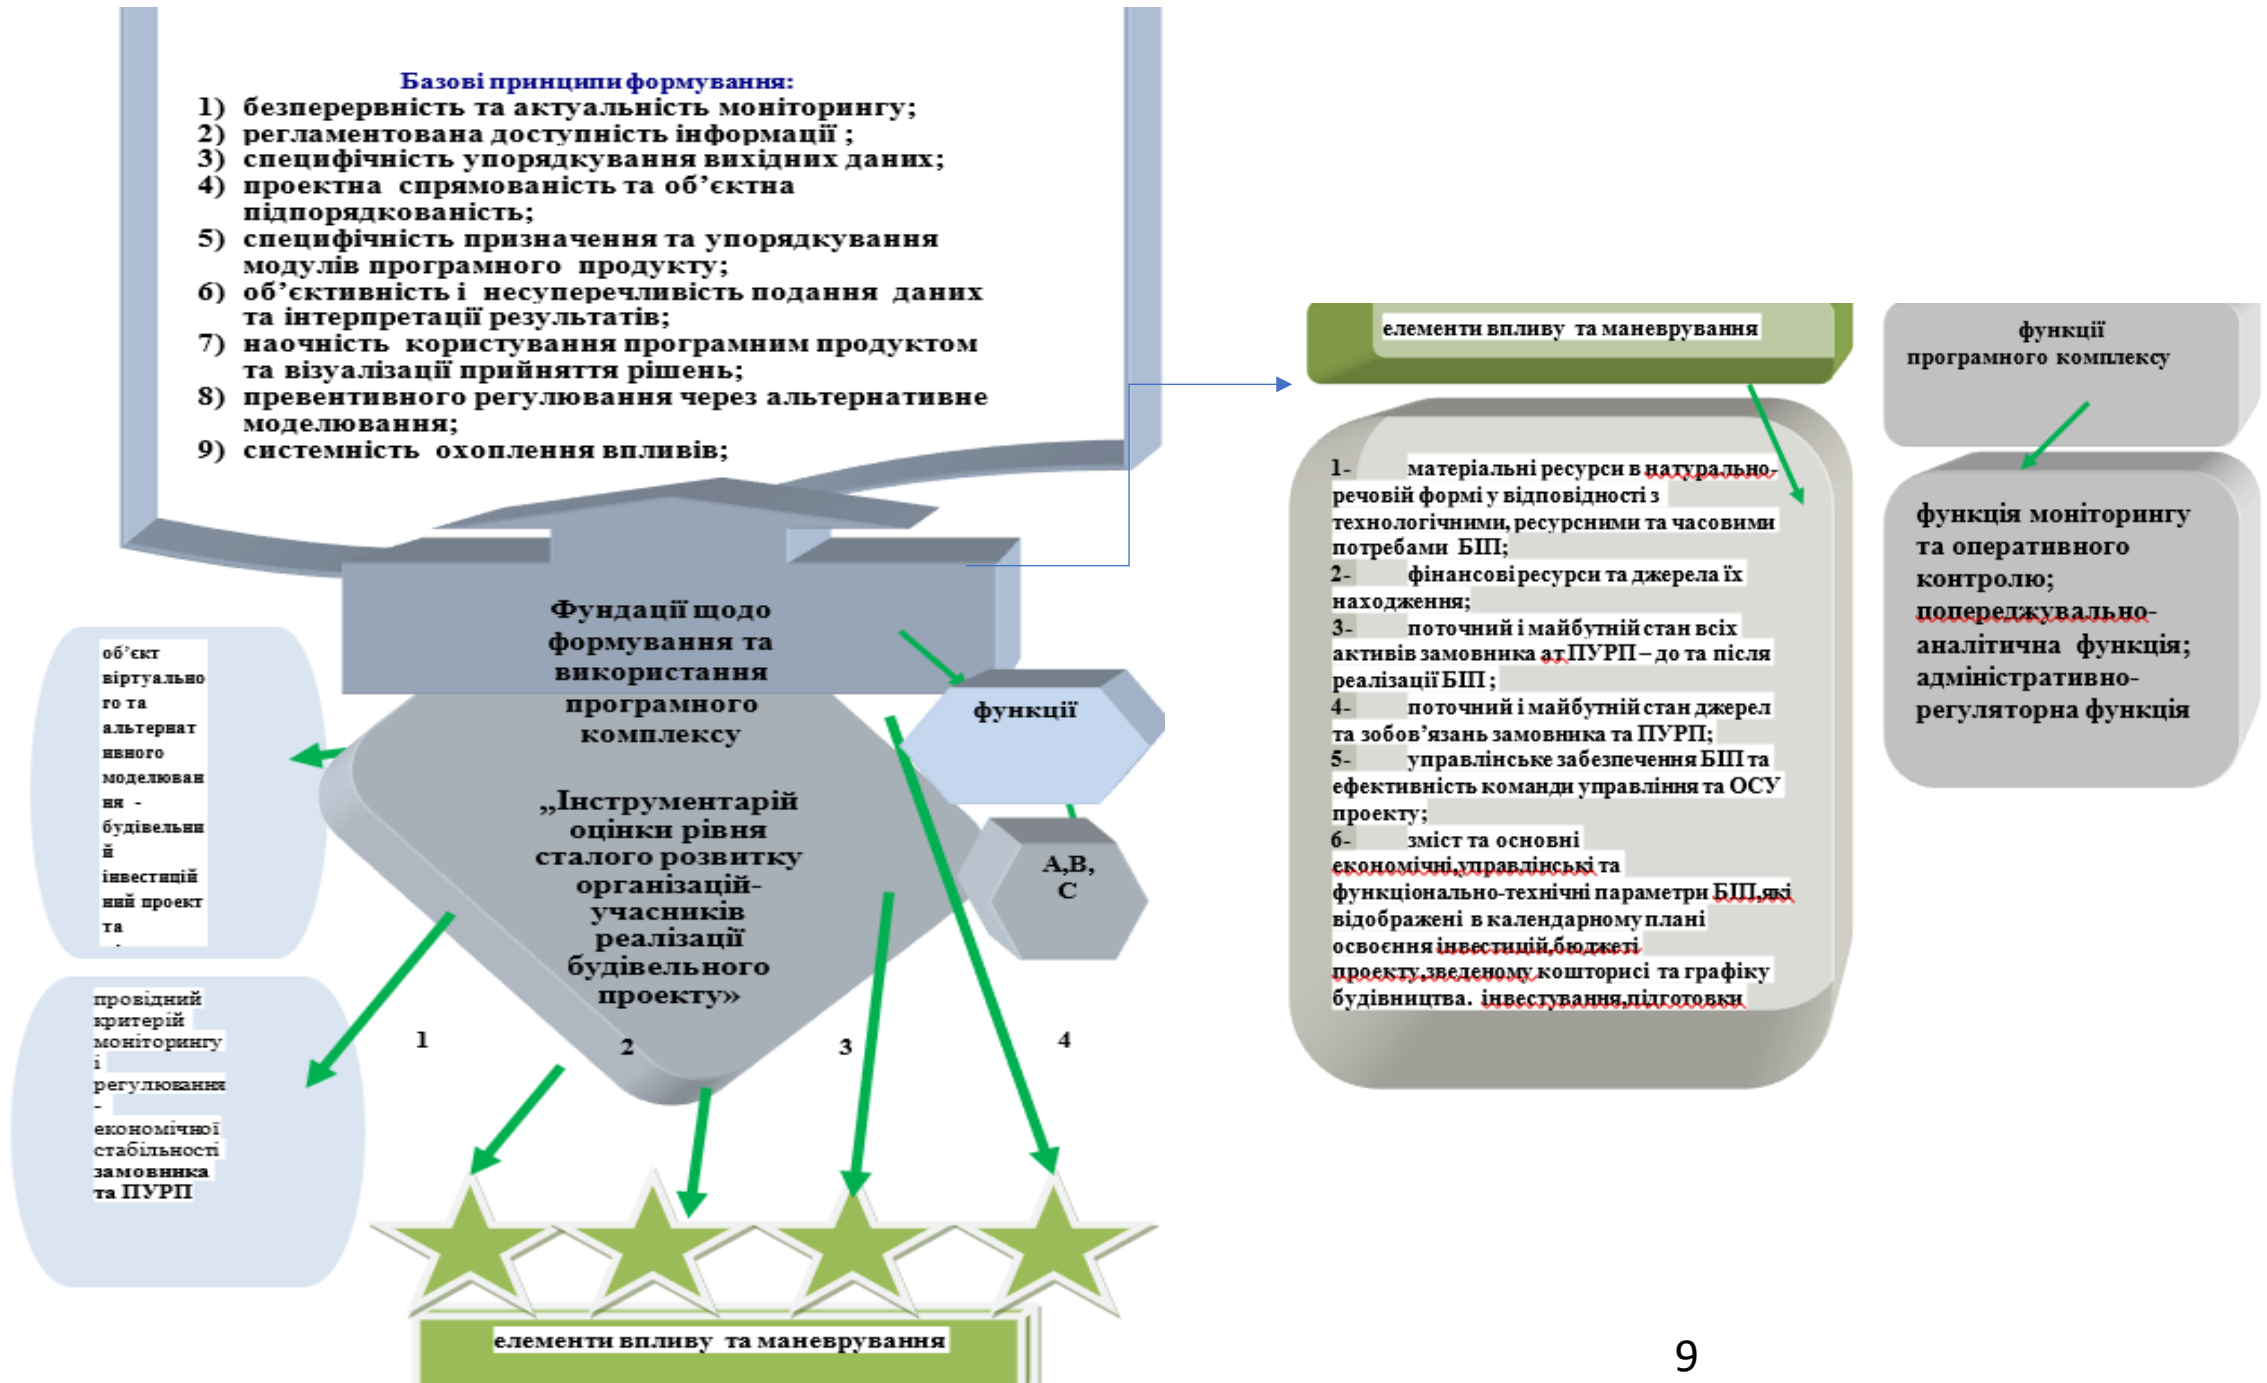 Базові принципи формування:
1) безперервність та актуальність моніторингу;
2) регламентована доступність інформації ;
3) специфічність упорядкування вихідних даних;
4) проектна спрямованість та об’єктна
підпорядкованість;
5) специфічність призначення та упорядкування
модулів програмного продукту;
6) об’єктивність і несуперечливість подання даних
та інтерпретації результатів;
7) наочність користування програмним продуктом
та візуалізації прийняття рішень;
8) превентивного регулювання через альтернативне
моделювання;
9) системність охоплення впливів;
Фундації щодо
формування та
використання
програмного
комплексу
„Інструментарій
оцінки рівня
сталого розвитку
організацій-
учасників
реалізації
будівельного
проекту»
об’єкт
віртуально
го та
альтернат
ивного
моделюван
ня -
будівельни
й
інвестицій
ний проект
та
провідний
критерій
моніторингу
і
регулювання
-
економічної
стабільності
замовника
та ПУРП
функції
А,В,
С
1
2
3
4
елементи впливу та маневрування
елементи впливу та маневрування
1- матеріальні ресурси в натурально-
речовій формі у відповідності з
технологічними, ресурсними та часовими
потребами БІП;
2- фінансові ресурси та джерела їх
находження;
3- поточний і майбутній стан всіх
активів замовника ат ПУРП – до та після
реалізації БІП ;
4- поточний і майбутній стан джерел
та зобов’язань замовника та ПУРП;
5- управлінське забезпечення БІП та
ефективність команди управління та ОСУ
проекту;
6- зміст та основні
економічні,управлінські та
функціонально-технічні параметри БІП,які
відображені в календарному плані
освоєння інвестицій,бюджеті
проекту,зведеному кошторисі та графіку
будівництва. інвестування,підготовки
функції
програмного комплексу
функція моніторингу
та оперативного
контролю;
попереджувально-
аналітична функція;
адміністративно-
регуляторна функція
9